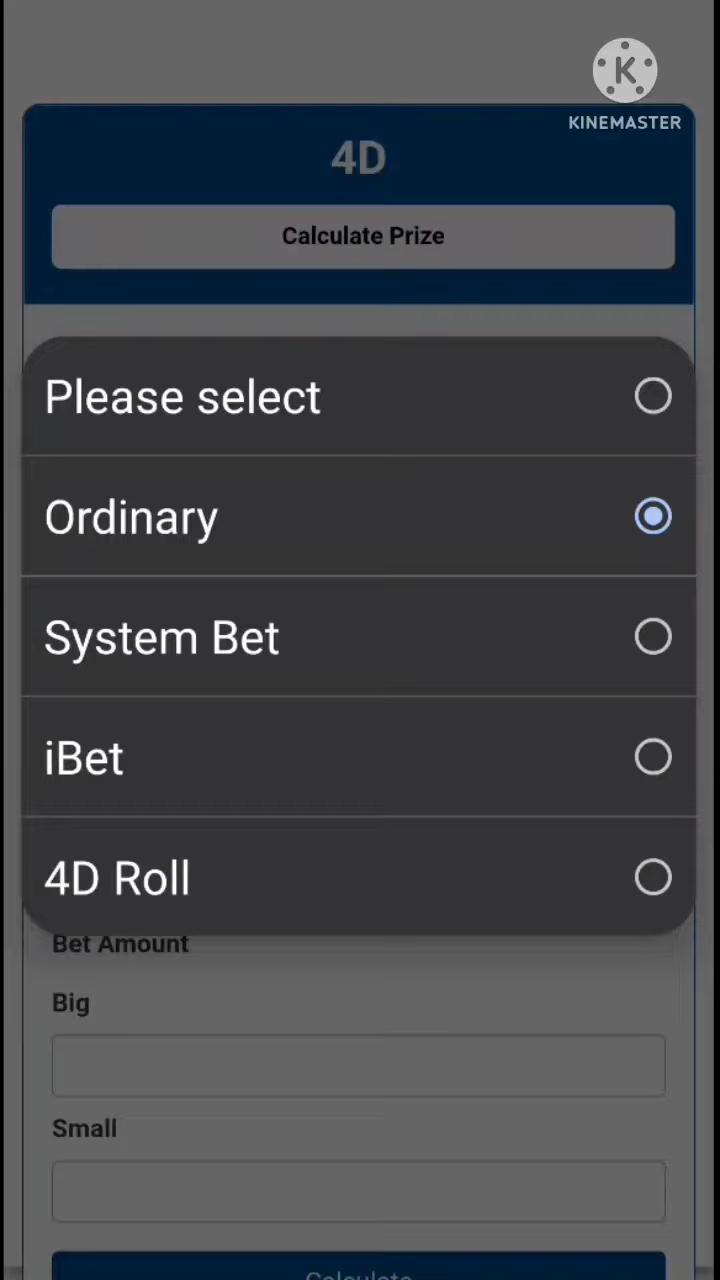 K
KINEMASTER
4D
Calculate Prize
Please select
Ordinary
System Bet
iBet
4D Roll
Bet Amount
Big
Small
Calculate